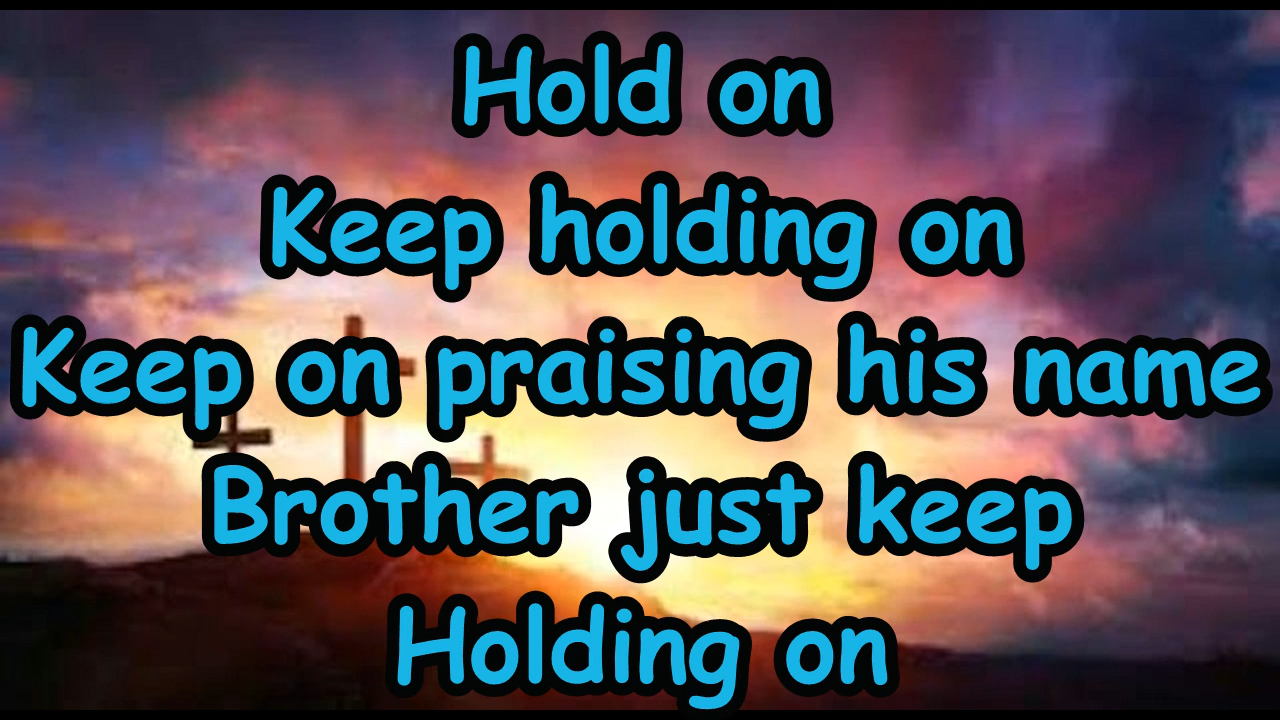 Hold on
Keep holding on
Keep on praising his name
Brother just keep
Holding on